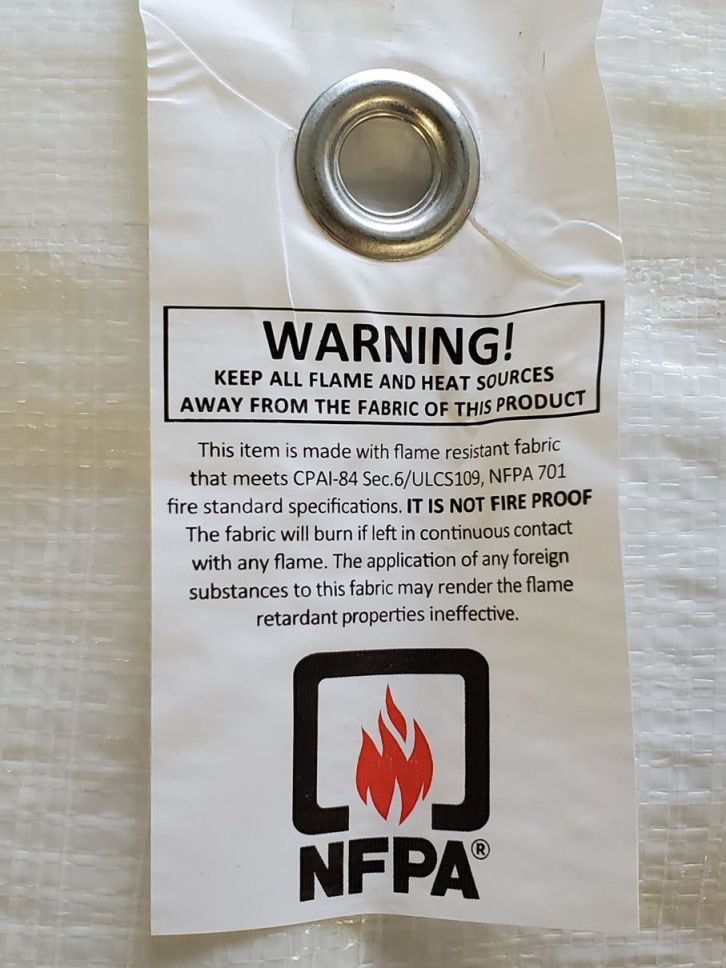 WARNING!
KEEP ALL FLAME AND HEAT SOURCES
AWAY FROM THE FABRIC OF THIS PRODUCT
This item is made with flame resistant fabric
that meets CPAI-84 Sec.6/ULCS109, NFPA 701
fire standard specifications. IT IS NOT FIRE PROOF
The fabric will burn if left in continuous contact
with any flame. The application of any foreign
substances to this fabric may render the flame
retardant properties ineffective.
NFPA®